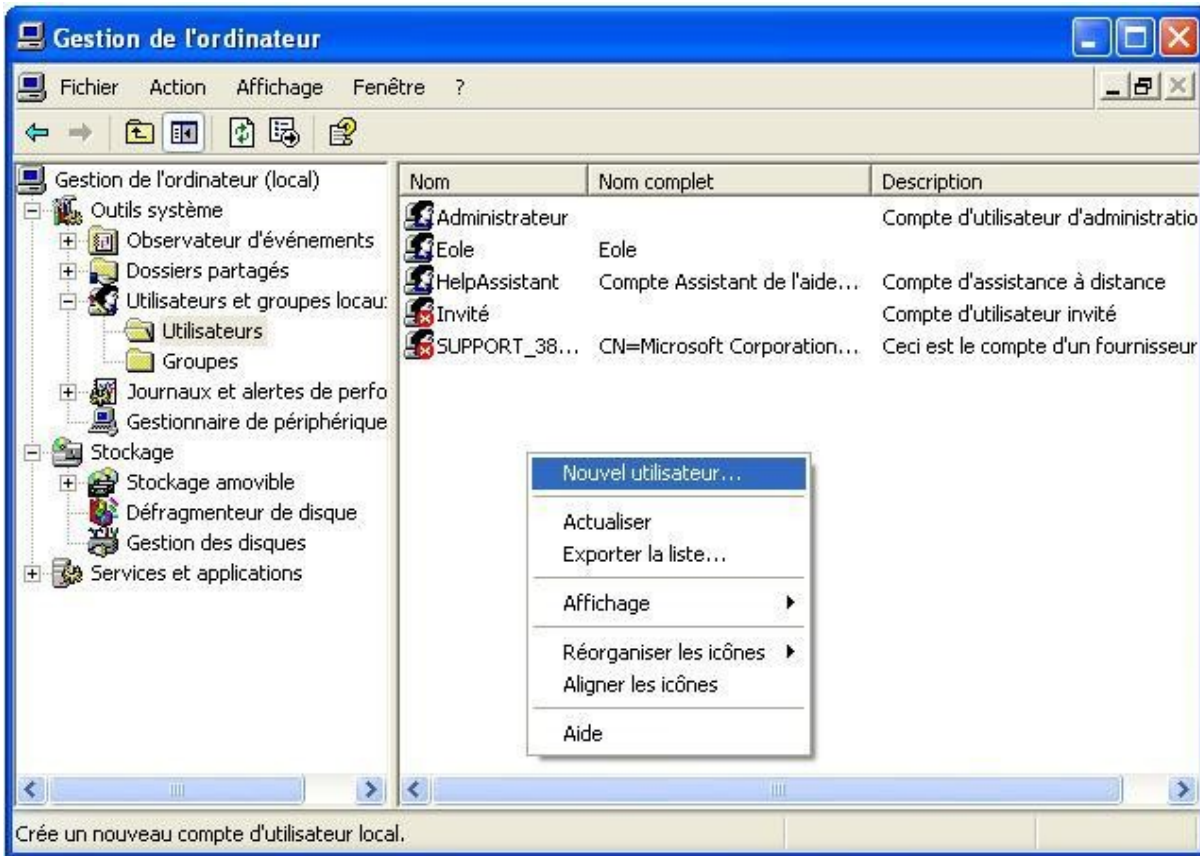 Gestion de l'ordinateur
Fichier Action Affichage Fenêtre ?
Gestion de l'ordinateur (local)
Outils système
Observateur d'événements
Dossiers partagés
Utilisateurs et groupes locau
Utilisateurs
Groupes
Journaux et alertes de perfo
Gestionnaire de périphérique
Stockage
Stockage amovible
Défragmenteur de disque
Gestion des disques
Services et applications
Nom Nom complet Description
Administrateur Compte d'utilisateur d'administratio
Eole Eole
HelpAssistant Compte Assistant de l'aide... Compte d'assistance à distance
Invité Compte d'utilisateur invité
SUPPORT_38... CN=Microsoft Corporation... Ceci est le compte d'un fournisseur
Nouvel utilisateur...
Actualiser
Exporter la liste...
Affichage
Réorganiser les icônes
Aligner les icônes
Aide
Crée un nouveau compte d'utilisateur local.